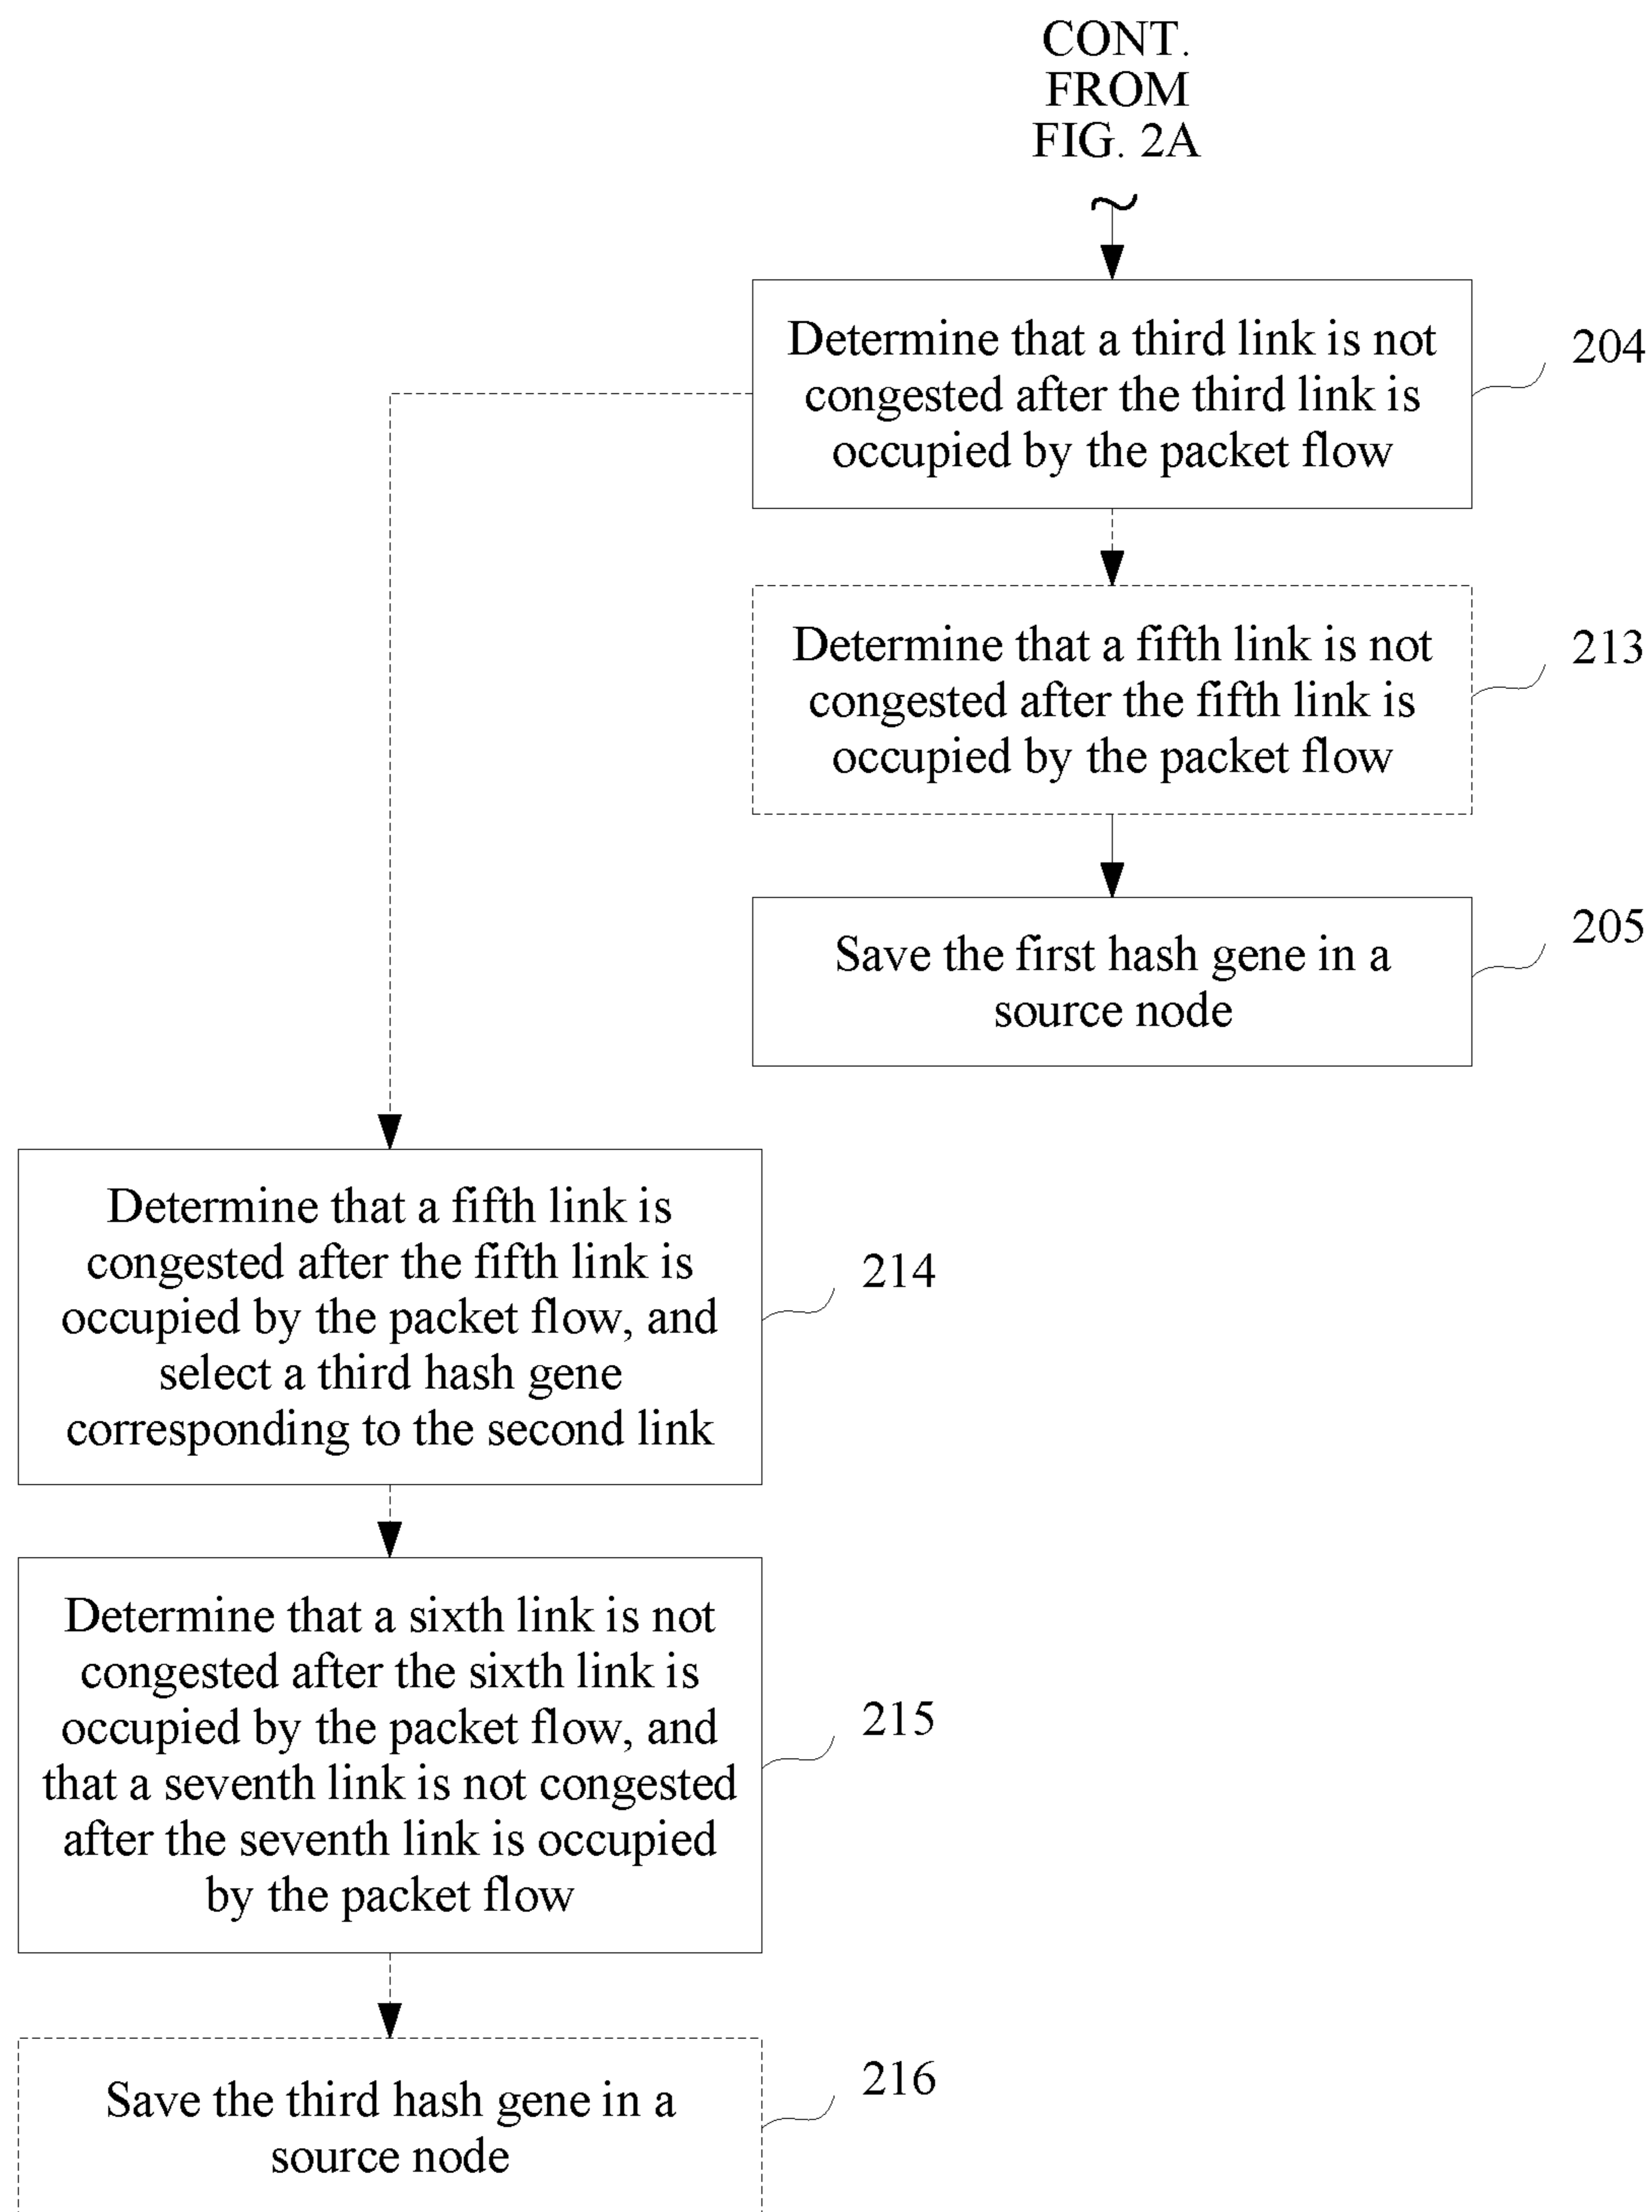 CONT.
FROM
FIG. 2A
Determine that a third link is not
congested after the third link is
occupied by the packet flow
204
Determine that a fifth link is not
congested after the fifth link is
occupied by the packet flow
213
Save the first hash gene in a
source node
205
Determine that a fifth link is
congested after the fifth link is
occupied by the packet flow, and
select a third hash gene
corresponding to the second link
214
Determine that a sixth link is not
congested after the sixth link is
occupied by the packet flow, and
that a seventh link is not congested
after the seventh link is occupied
by the packet flow
215
Save the third hash gene in a
source node
216